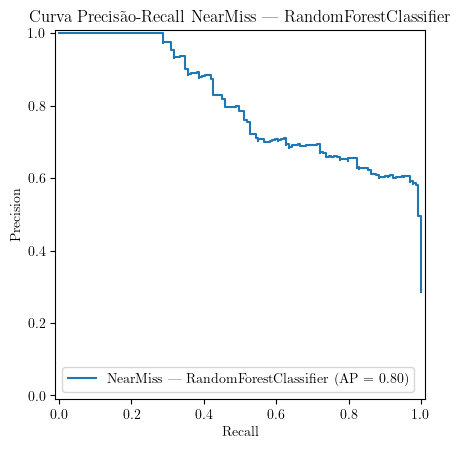 Curva Precisão-Recall NearMiss — RandomForestClassifier
1.0
0.8
0.6
0.4
0.2
0.0
Precision
NearMiss — RandomForestClassifier (AP = 0.80)
0.0 0.2 0.4 0.6 0.8 1.0
Recall